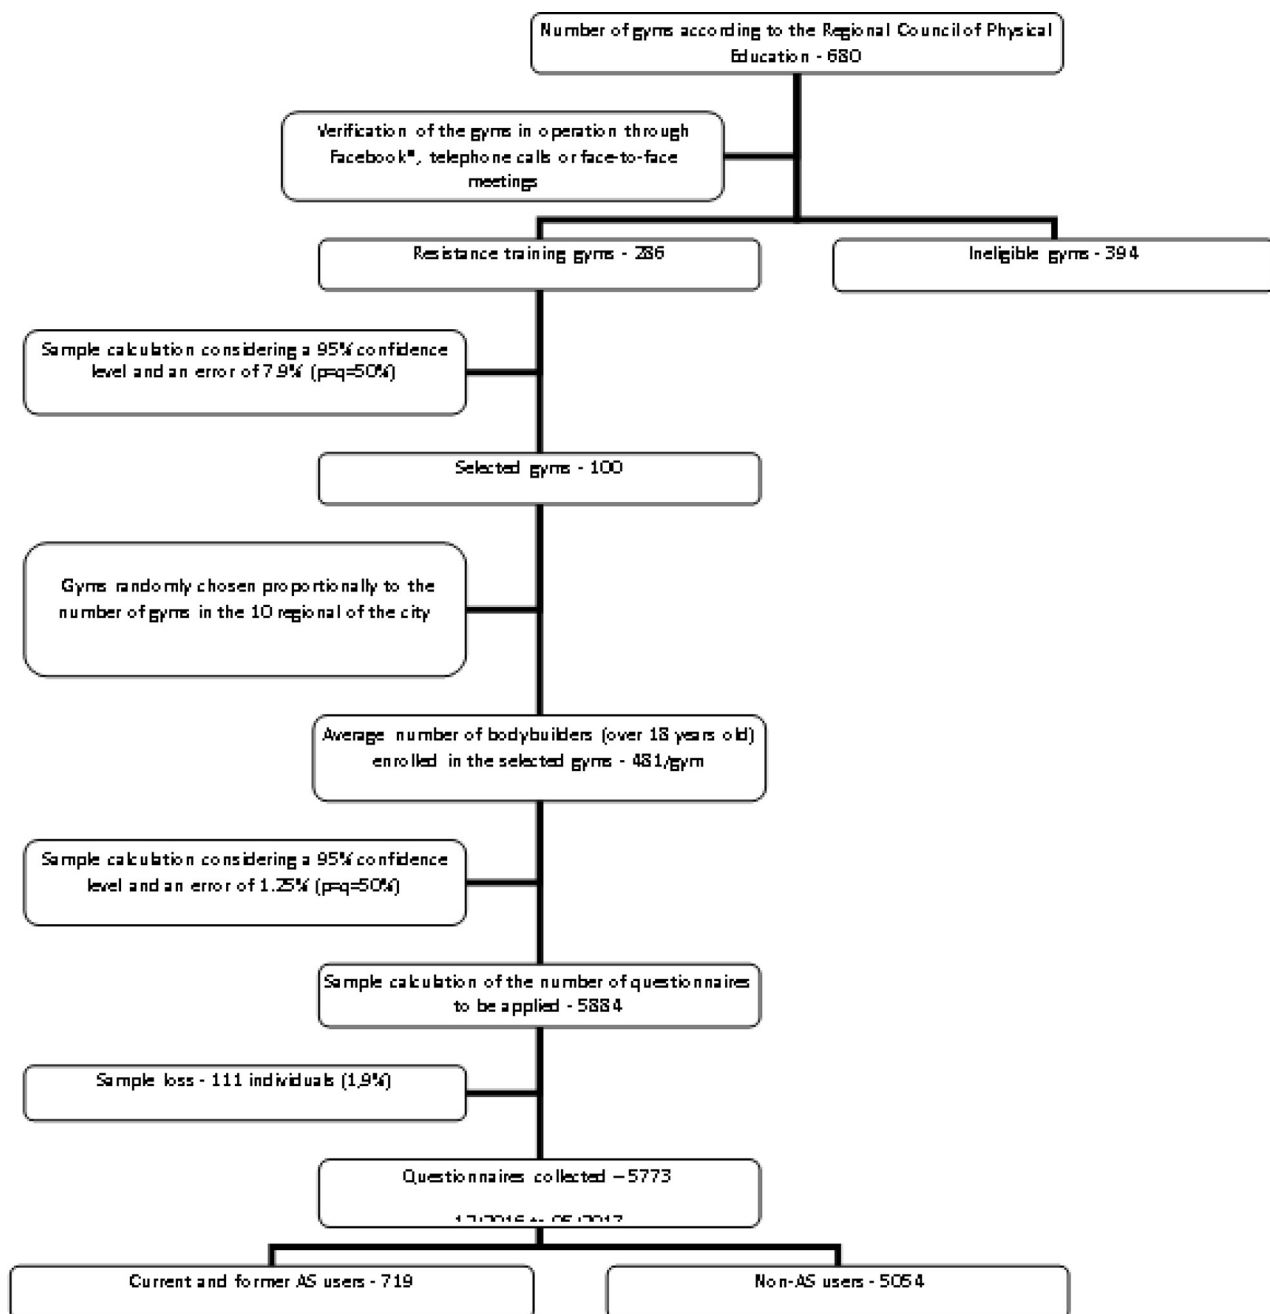 Number of gyms according to the Regional Council of Physical
Education - 680
Verification of the gyms in operation through
Facebook®, telephone calls or face-to-face
meetings
Resistance training gyms - 286
Ineligible gyms - 394
Sample calculation considering a 95% confidence
level and an error of 7.9% (p=q=50%)
Selected gyms - 100
Gyms randomly chosen proportionally to the
number of gyms in the 10 regional of the city
Average number of bodybuilders (over 18 years old)
enrolled in the selected gyms - 481/gym
Sample calculation considering a 95% confidence
level and an error of 1.25% (p=q=50%)
Sample calculation of the number of questionnaires
to be applied - 5884
Sample loss - 111 individuals (1,9%)
Questionnaires collected – 5773
Current and former AS users - 719
Non-AS users - 5054